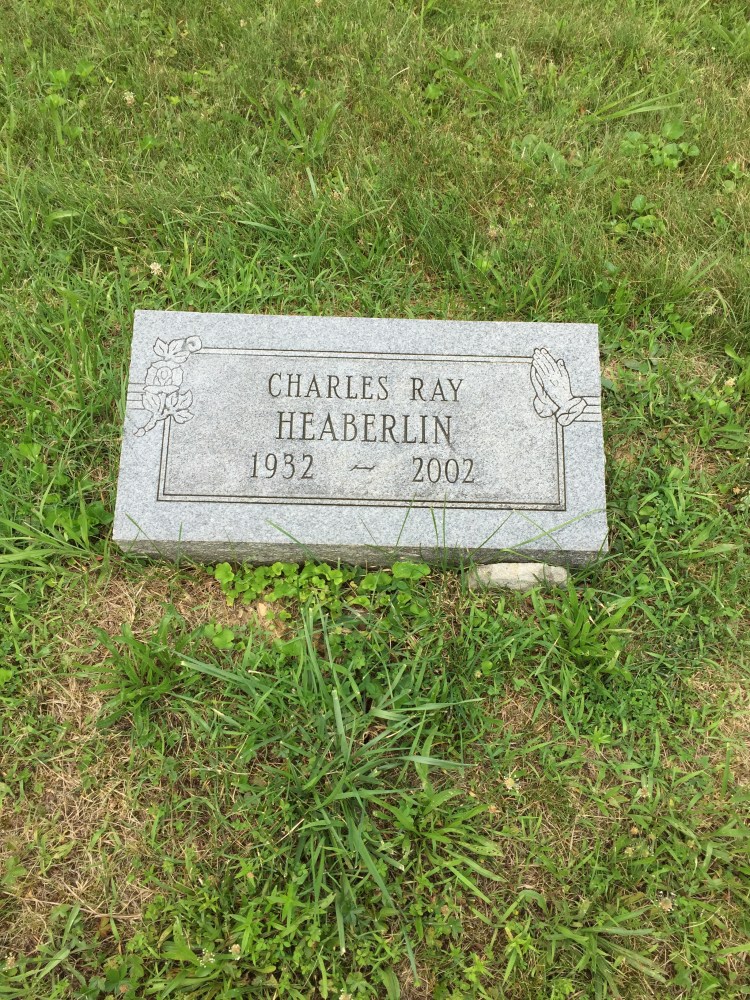 CHARLES RAY
HEABERLIN
1932 ~ 2002